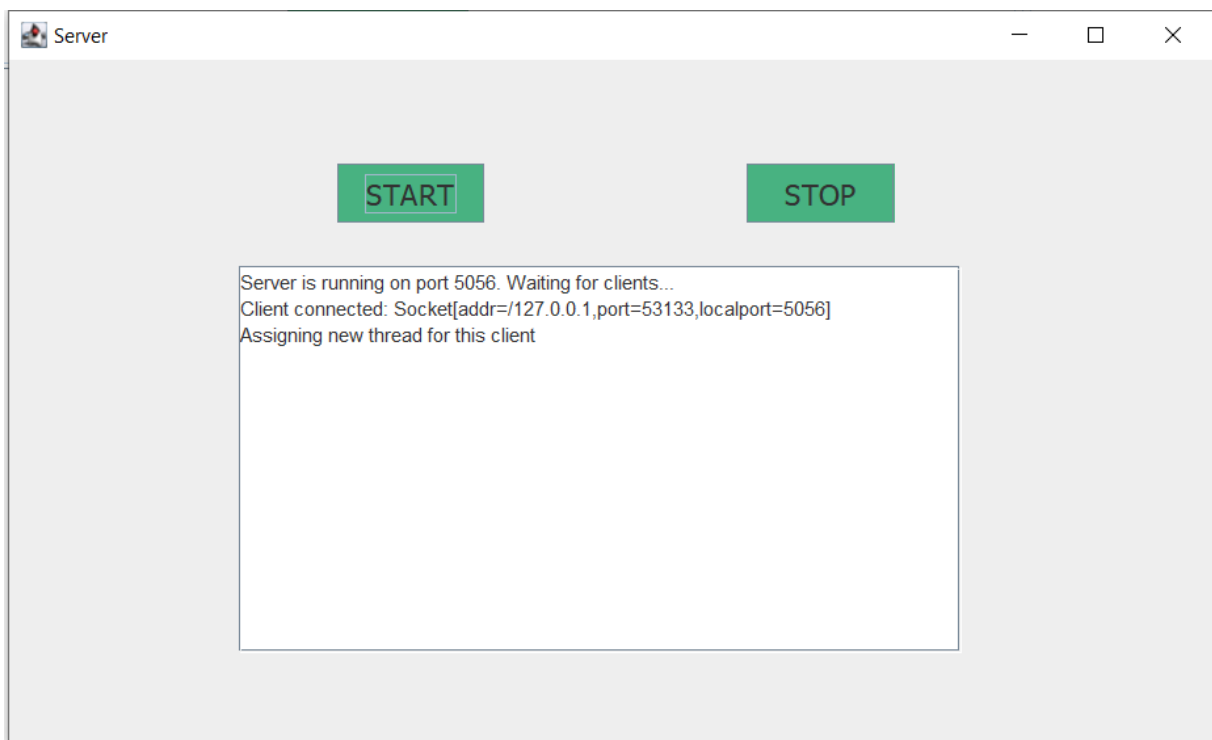 Server
START
STOP
Server is running on port 5056. Waiting for clients...
Client connected: Socket[addr=/127.0.0.1,port=53133,localport=5056]
Assigning new thread for this client